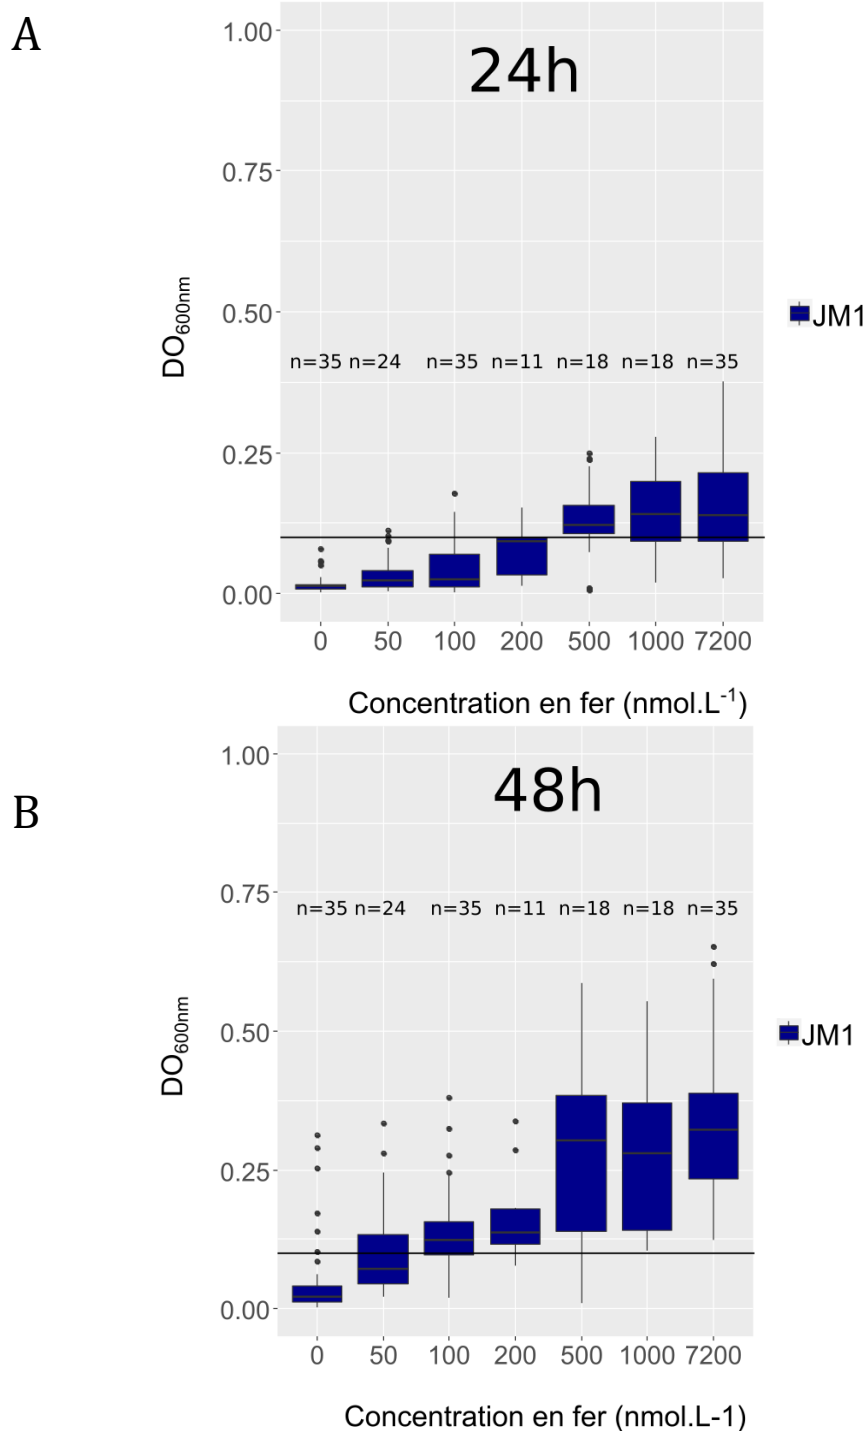 A
24h
1.00
0.75
0.50
0.25
0.00
DO600nm
n=35 n=24 n=35 n=11 n=18 n=18 n=35
JM1
0 50 100 200 500 1000 7200
Concentration en fer (nmol.L-1)
B
48h
1.00
0.75
0.50
0.25
0.00
DO600nm
n=35 n=24 n=35 n=11 n=18 n=18 n=35
JM1
0 50 100 200 500 1000 7200
Concentration en fer (nmol.L-1)